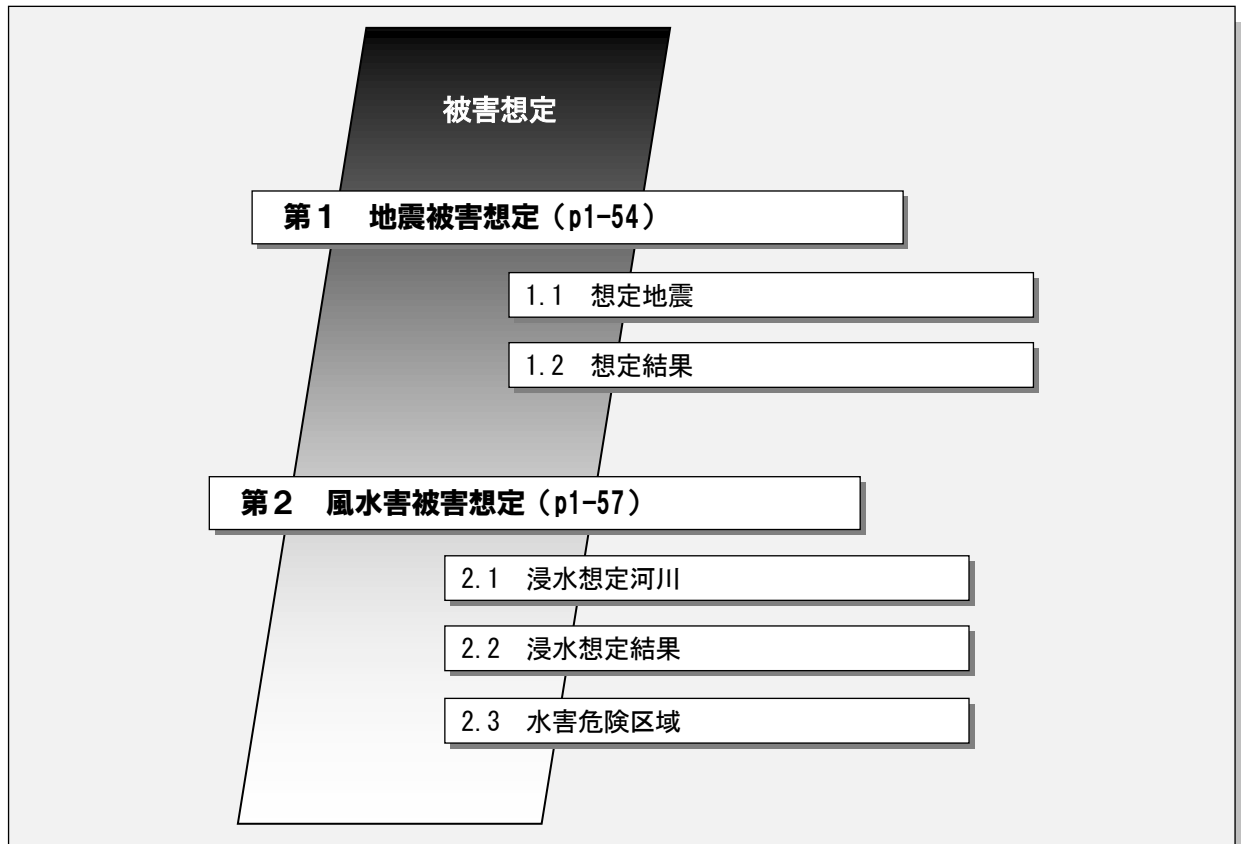 被害想定
第１　地震被害想定（p1-54）
1.1　想定地震
1.2　想定結果
第２　風水害被害想定（p1-57）
2.1　浸水想定河川
2.2　浸水想定結果
2.3　水害危険区域